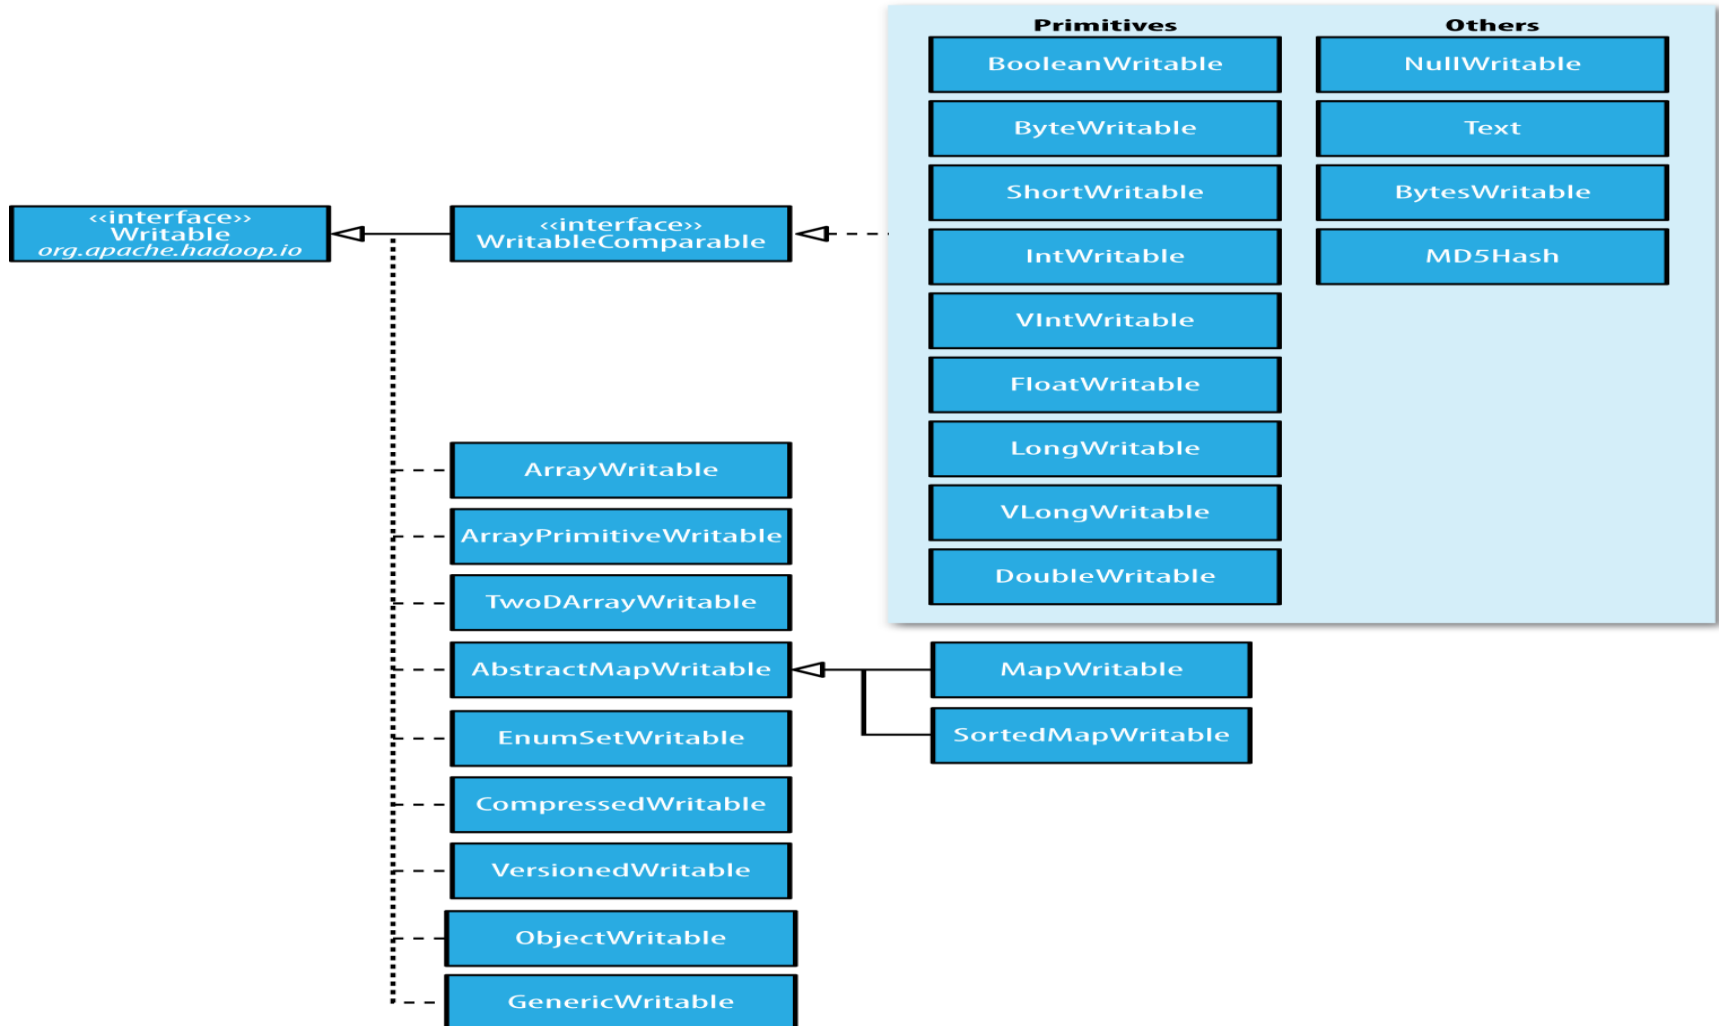 Primitives
Others
BooleanWritable
NullWritable
ByteWritable
Text
ShortWritable
BytesWritable
«interface»
Writable
org.apache.hadoop.io
«interface»
WritableComparable
IntWritable
MD5Hash
VIntWritable
FloatWritable
LongWritable
VLongWritable
DoubleWritable
ArrayWritable
ArrayPrimitiveWritable
TwoDArrayWritable
AbstractMapWritable
MapWritable
EnumSetWritable
SortedMapWritable
CompressedWritable
VersionedWritable
ObjectWritable
GenericWritable